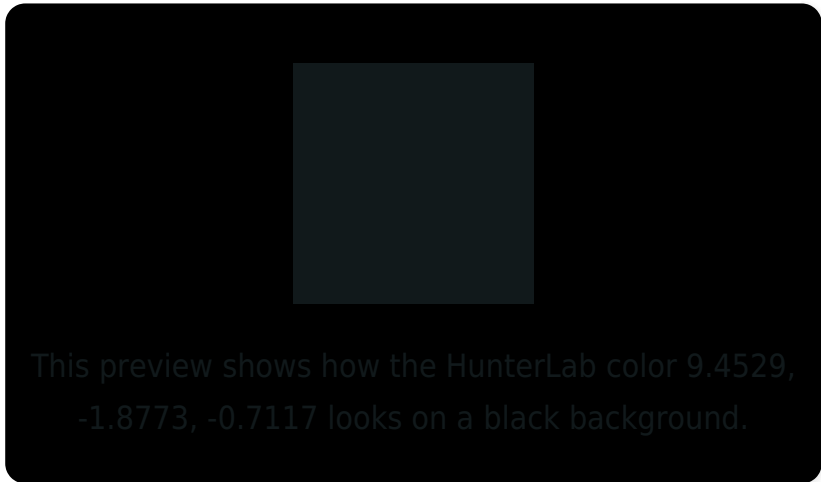 This preview shows how the HunterLab color 9.4529,
-1.8773, -0.7117 looks on a black background.